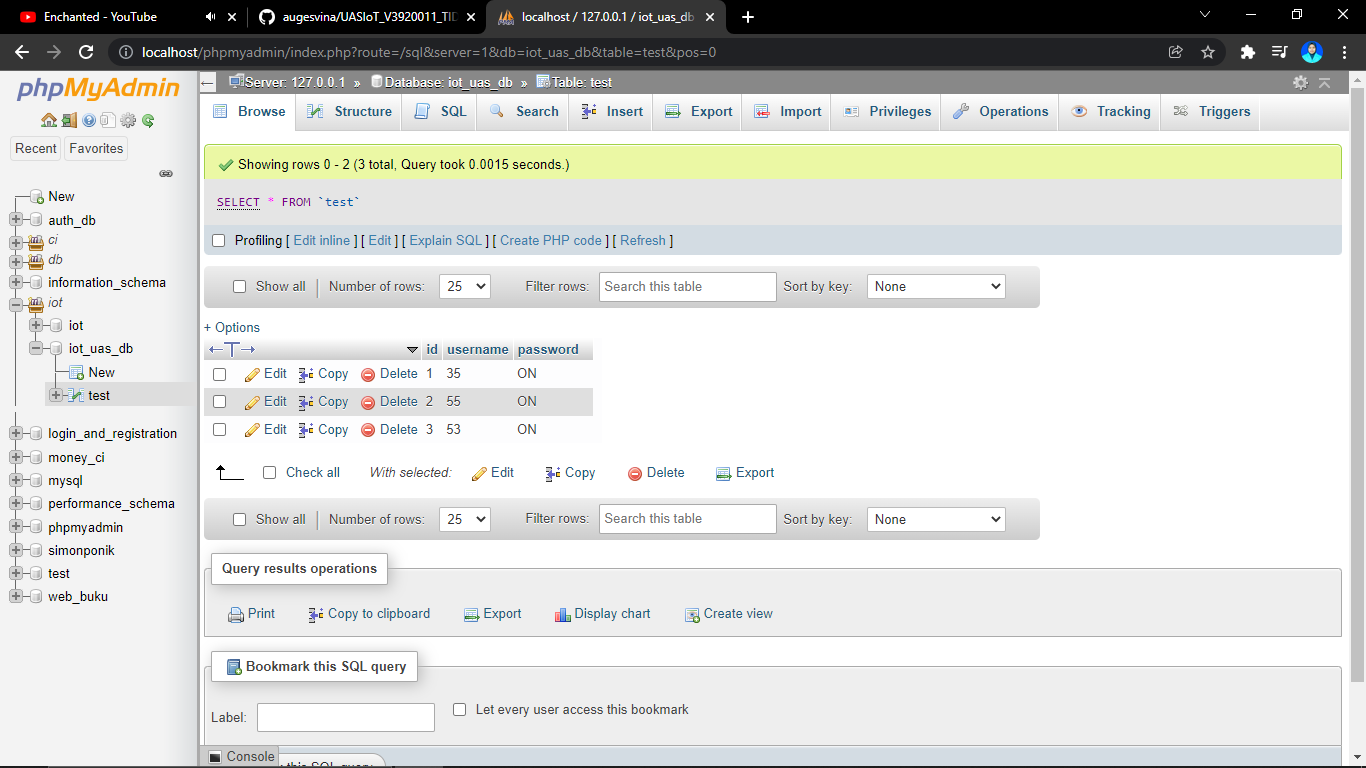 Enchanted - YouTube
augesvina/UASIoT_V3920011_TID
localhost / 127.0.0.1 / iot_uas_db
localhost/phpmyadmin/index.php?route=/sql&server=1&db=iot_uas_db&table=test&pos=0
phpMyAdmin
Recent
Favorites
New
auth_db
ci
db
information_schema
iot
iot
iot_uas_db
New
test
login_and_registration
money_ci
mysql
performance_schema
phpmyadmin
simonponik
test
web_buku
Server: 127.0.0.1 » Database: iot_uas_db » Table: test
Browse Structure SQL Search Insert Export Import Privileges Operations Tracking Triggers
Showing rows 0 - 2 (3 total, Query took 0.0015 seconds.)
SELECT * FROM `test`
Profiling [ Edit inline ] [ Edit ] [ Explain SQL ] [ Create PHP code ] [ Refresh ]
Show all | Number of rows: 25 Filter rows: Search this table Sort by key: None
+ Options
id username password
Edit Copy Delete 1 35 ON
Edit Copy Delete 2 55 ON
Edit Copy Delete 3 53 ON
Check all With selected: Edit Copy Delete Export
Show all | Number of rows: 25 Filter rows: Search this table Sort by key: None
Query results operations
Print Copy to clipboard Export Display chart Create view
Bookmark this SQL query
Label: Let every user access this bookmark
Console
this SQL query